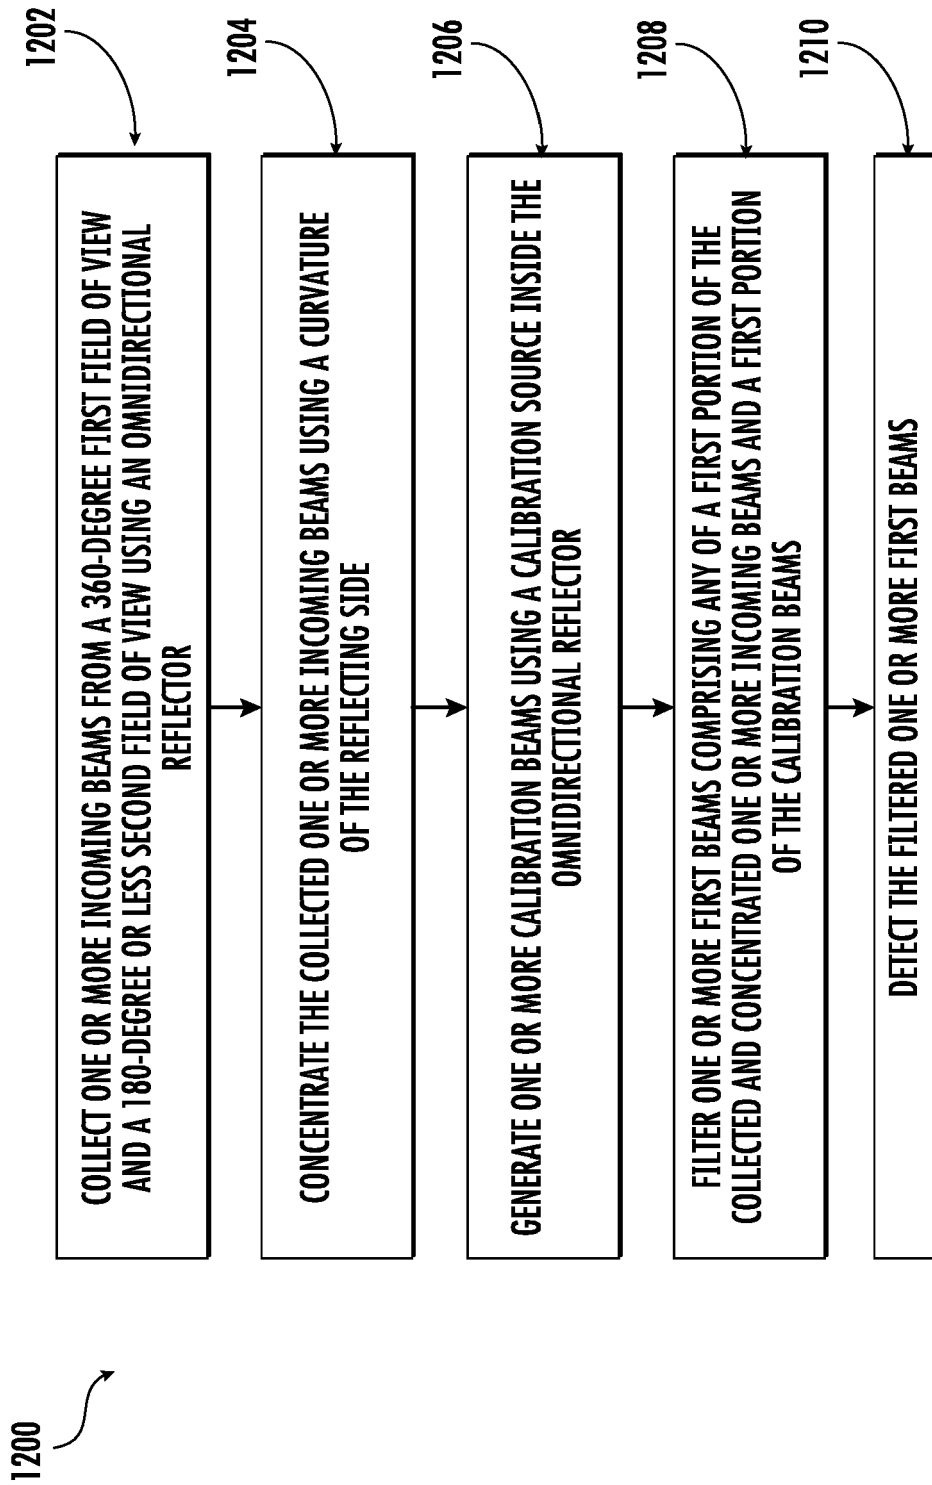 1200
1202
COLLECT ONE OR MORE INCOMING BEAMS FROM A 360-DEGREE FIRST FIELD OF VIEW
AND A 180-DEGREE OR LESS SECOND FIELD OF VIEW USING AN OMNIDIRECTIONAL
REFLECTOR
1204
CONCENTRATE THE COLLECTED ONE OR MORE INCOMING BEAMS USING A CURVATURE
OF THE REFLECTING SIDE
1206
GENERATE ONE OR MORE CALIBRATION BEAMS USING A CALIBRATION SOURCE INSIDE THE
OMNIDIRECTIONAL REFLECTOR
1208
FILTER ONE OR MORE FIRST BEAMS COMPRISING ANY OF A FIRST PORTION OF THE
COLLECTED AND CONCENTRATED ONE OR MORE INCOMING BEAMS AND A FIRST PORTION
OF THE CALIBRATION BEAMS
1210
DETECT THE FILTERED ONE OR MORE FIRST BEAMS